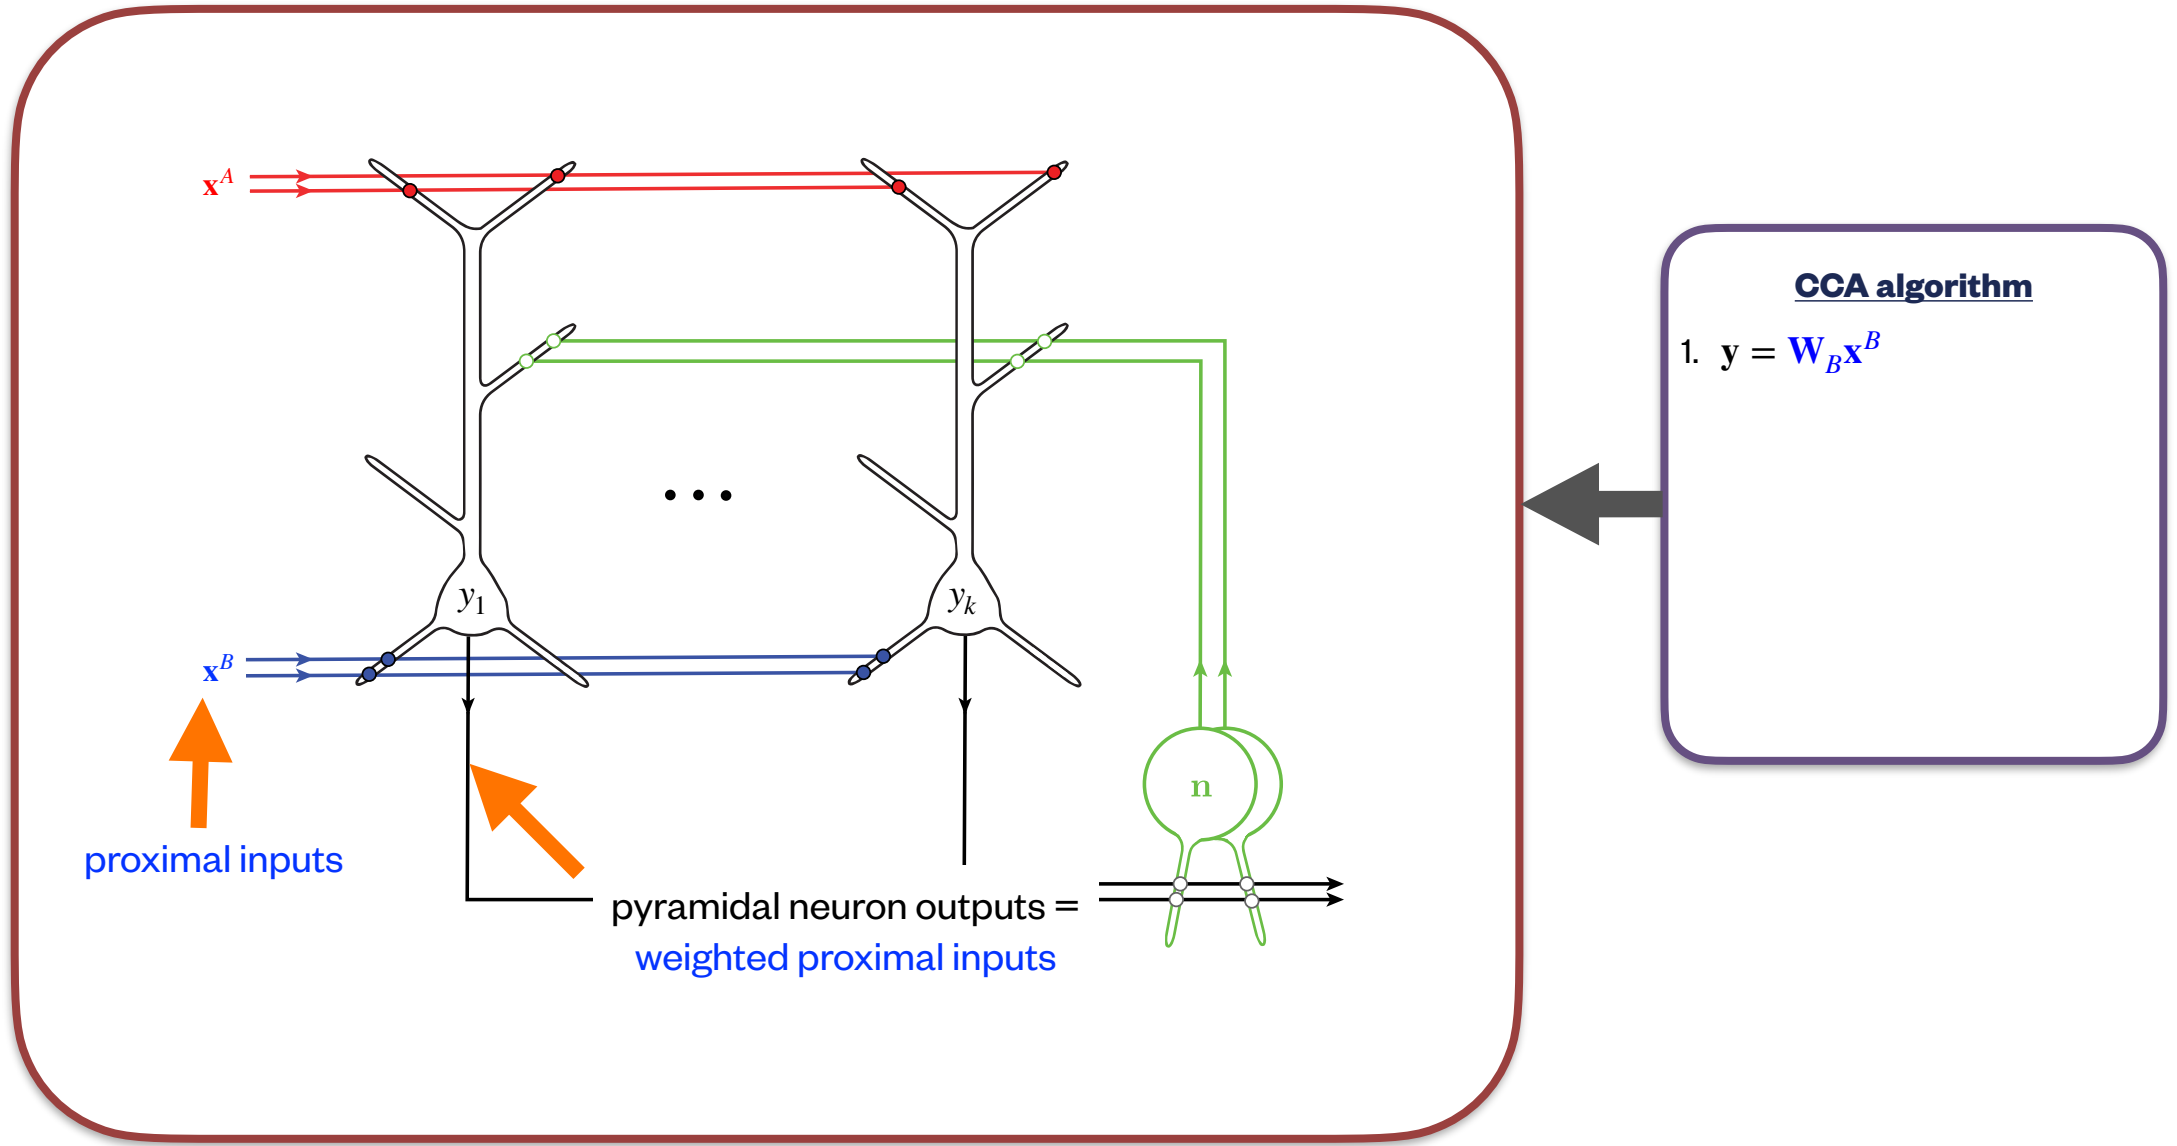 x^A
y_1
y_k
x^B
n
proximal inputs
pyramidal neuron outputs =
weighted proximal inputs
CCA algorithm
1. y = W_B x^B